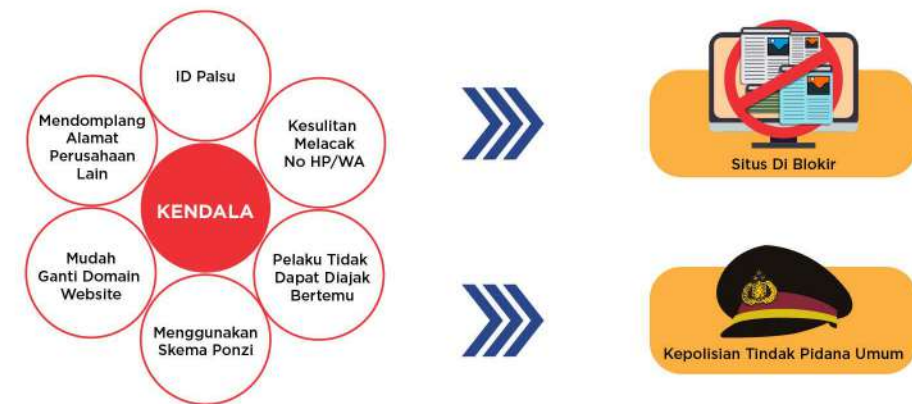 ID Palsu
Mendomplang
Alamat
Perusahaan
Lain
Kesulitan
Melacak
No HP/WA
KENDALA
Mudah
Ganti Domain
Website
Pelaku Tidak
Dapat Diajak
Bertemu
Menggunakan
Skema Ponzi
Situs Di Blokir
Kepolisian Tindak Pidana Umum